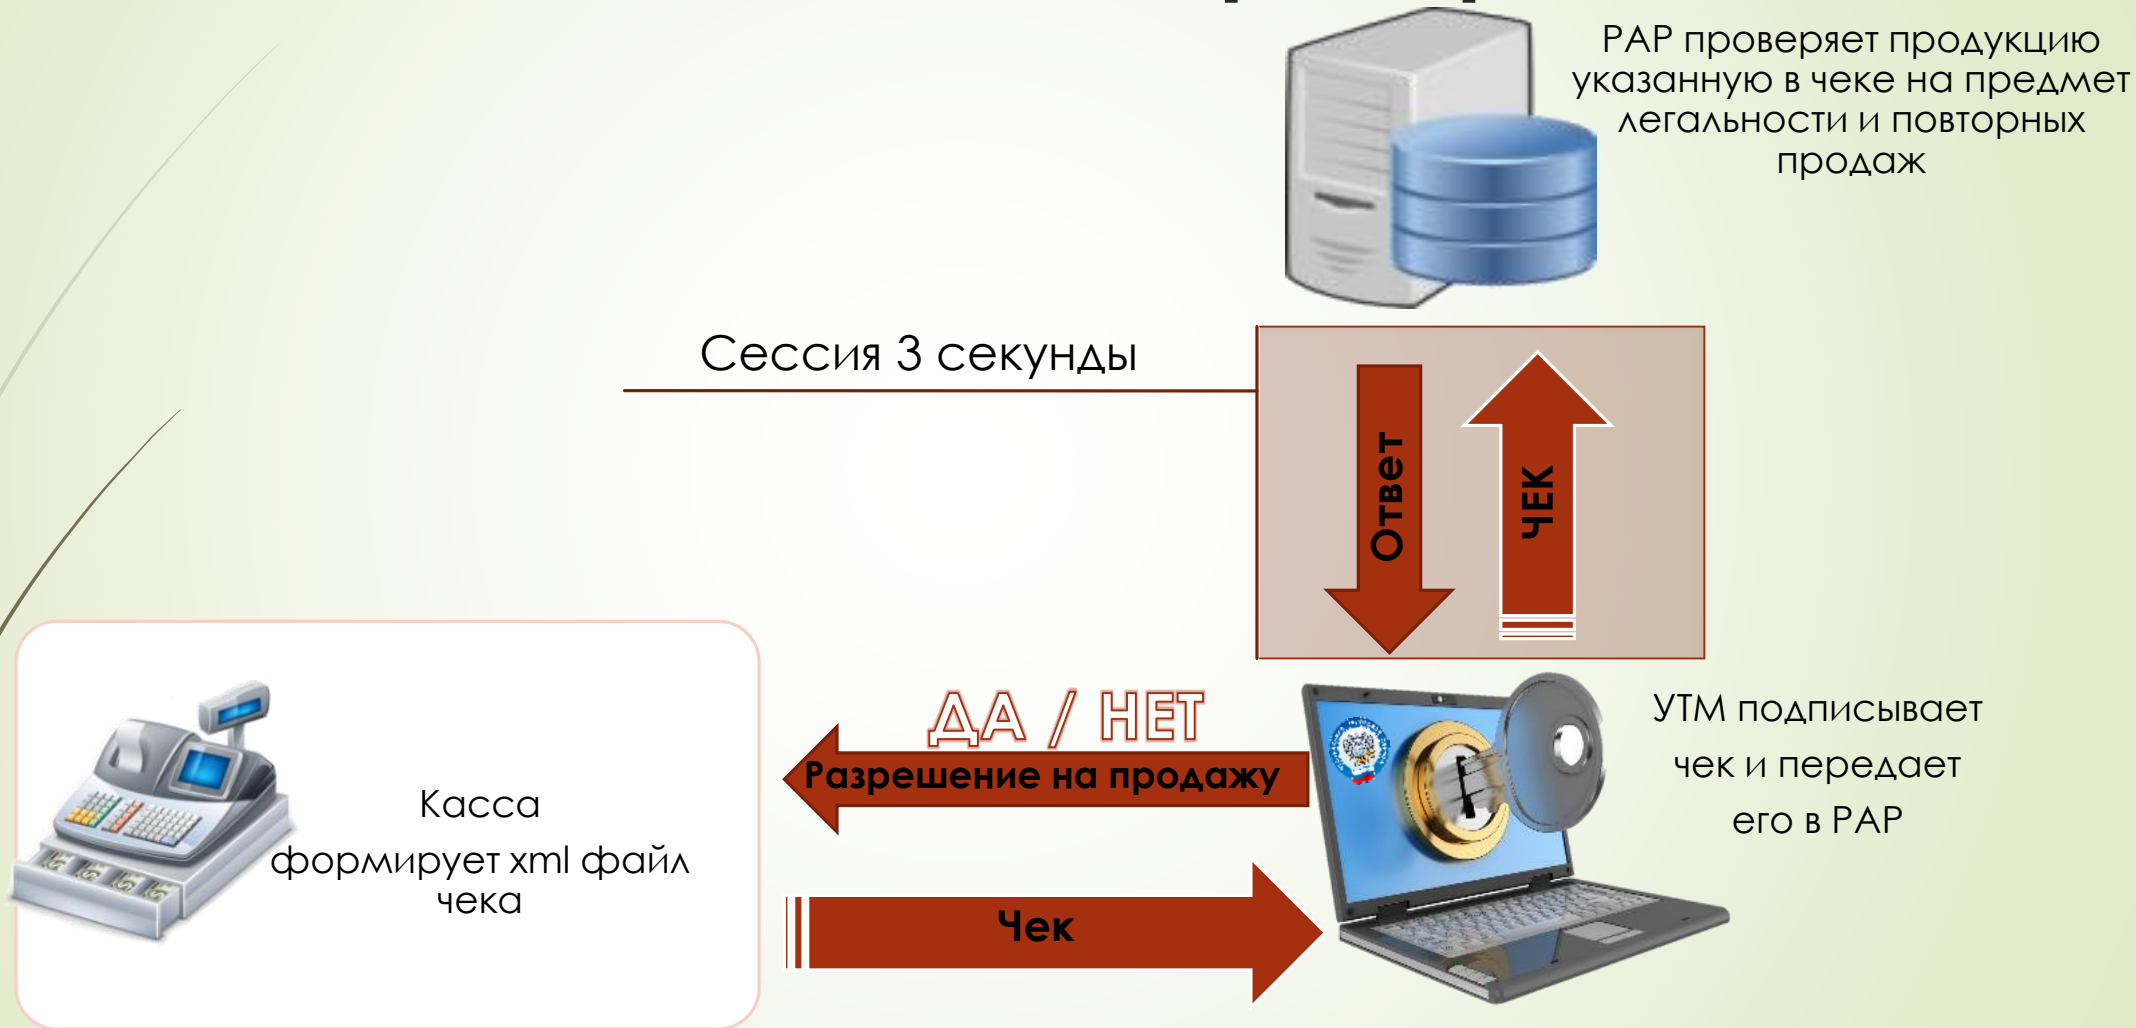 РАР проверяет продукцию
указанную в чеке на предмет
легальности и повторных
продаж
Сессия 3 секунды
Ответ
ЧЕК
ДА / НЕТ
Разрешение на продажу
УТМ подписывает
чек и передает
его в РАР
Касса
формирует xml файл
чека
Чек